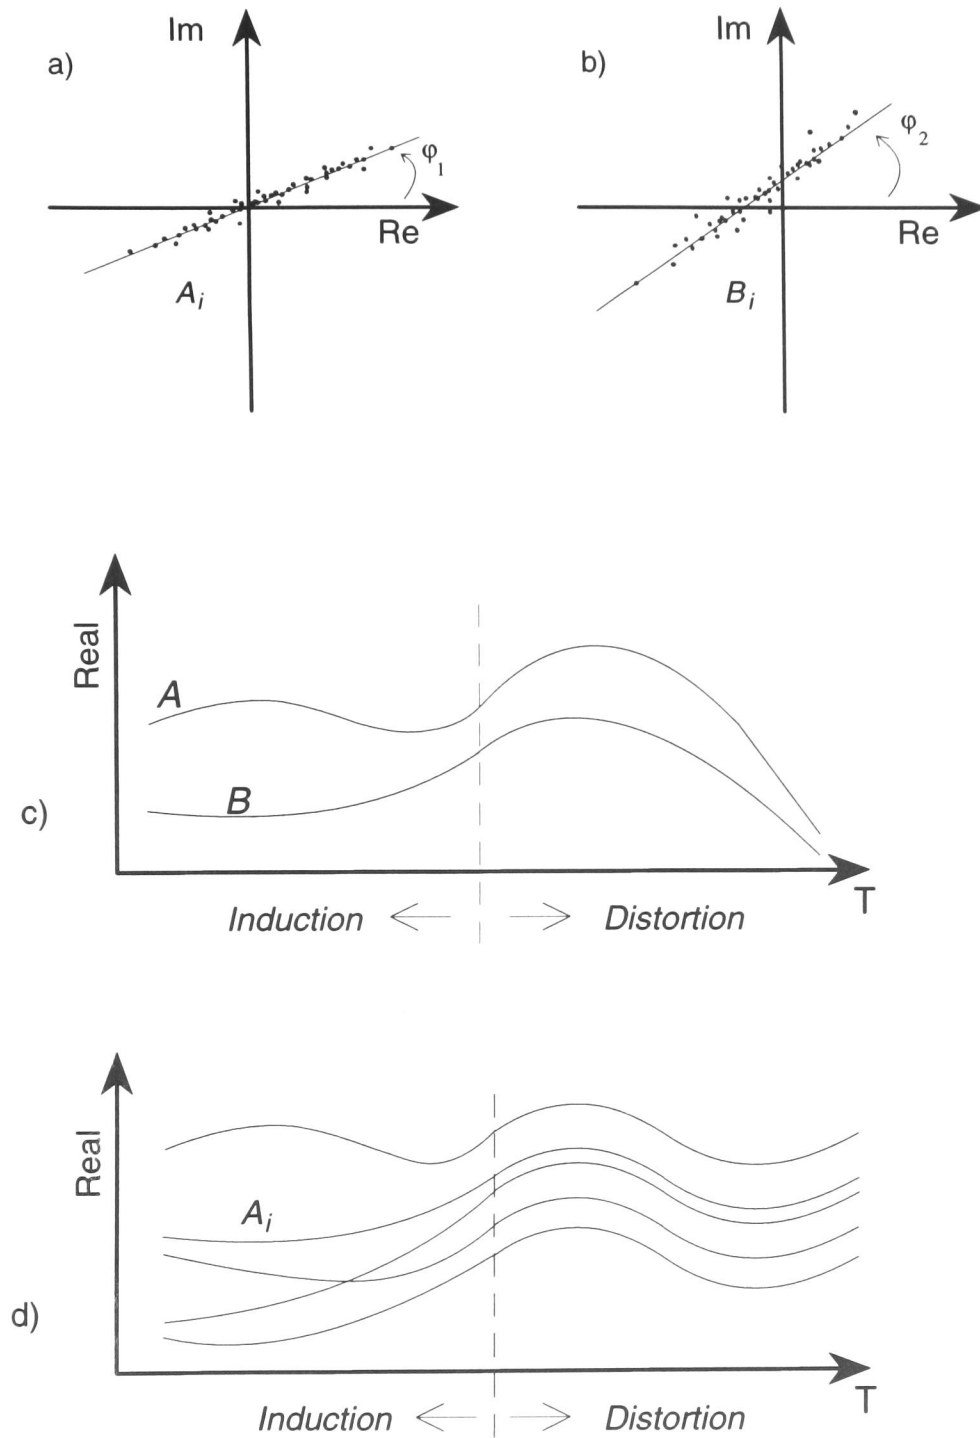 a)
Im
φ1
Re
Ai
b)
Im
φ2
Re
Bi
c)
Real
A
B
T
Induction
Distortion
d)
Real
Ai
T
Induction
Distortion